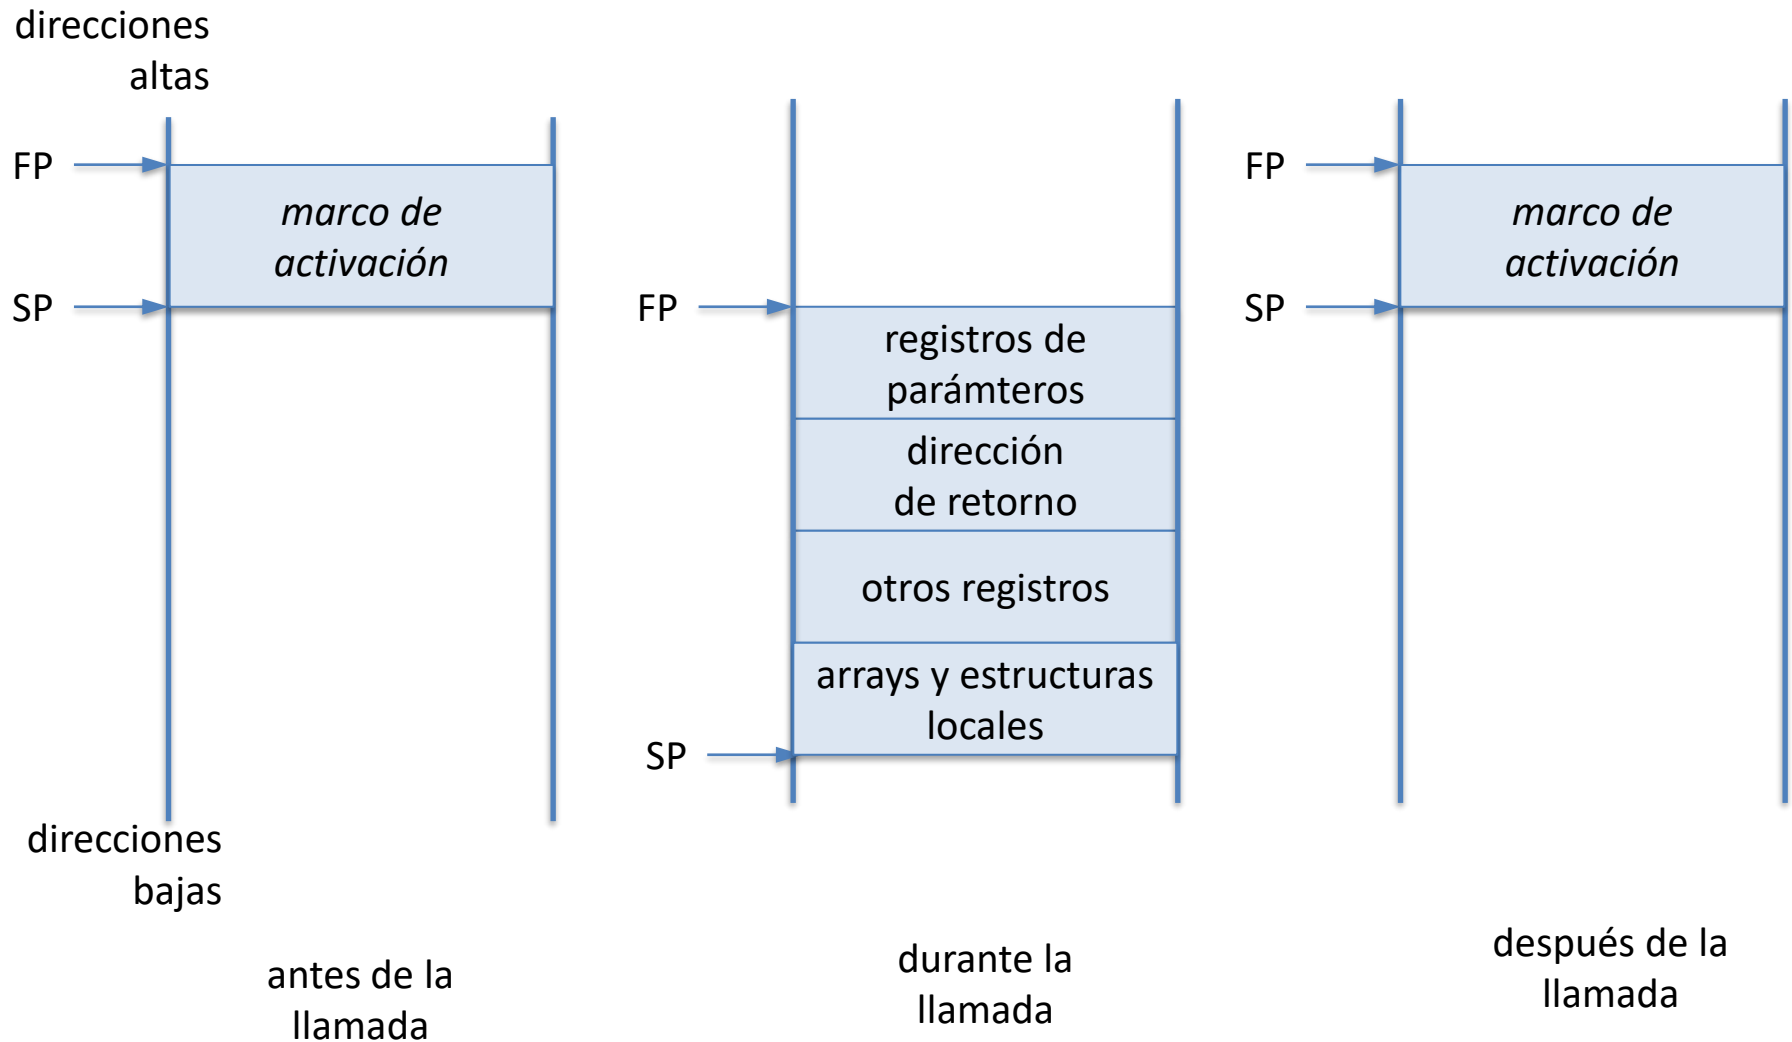 direcciones
altas
FP
marco de
activación
SP
direcciones
bajas
antes de la
llamada
FP
registros de
parámteros
dirección
de retorno
otros registros
arrays y estructuras
locales
SP
durante la
llamada
FP
marco de
activación
SP
después de la
llamada